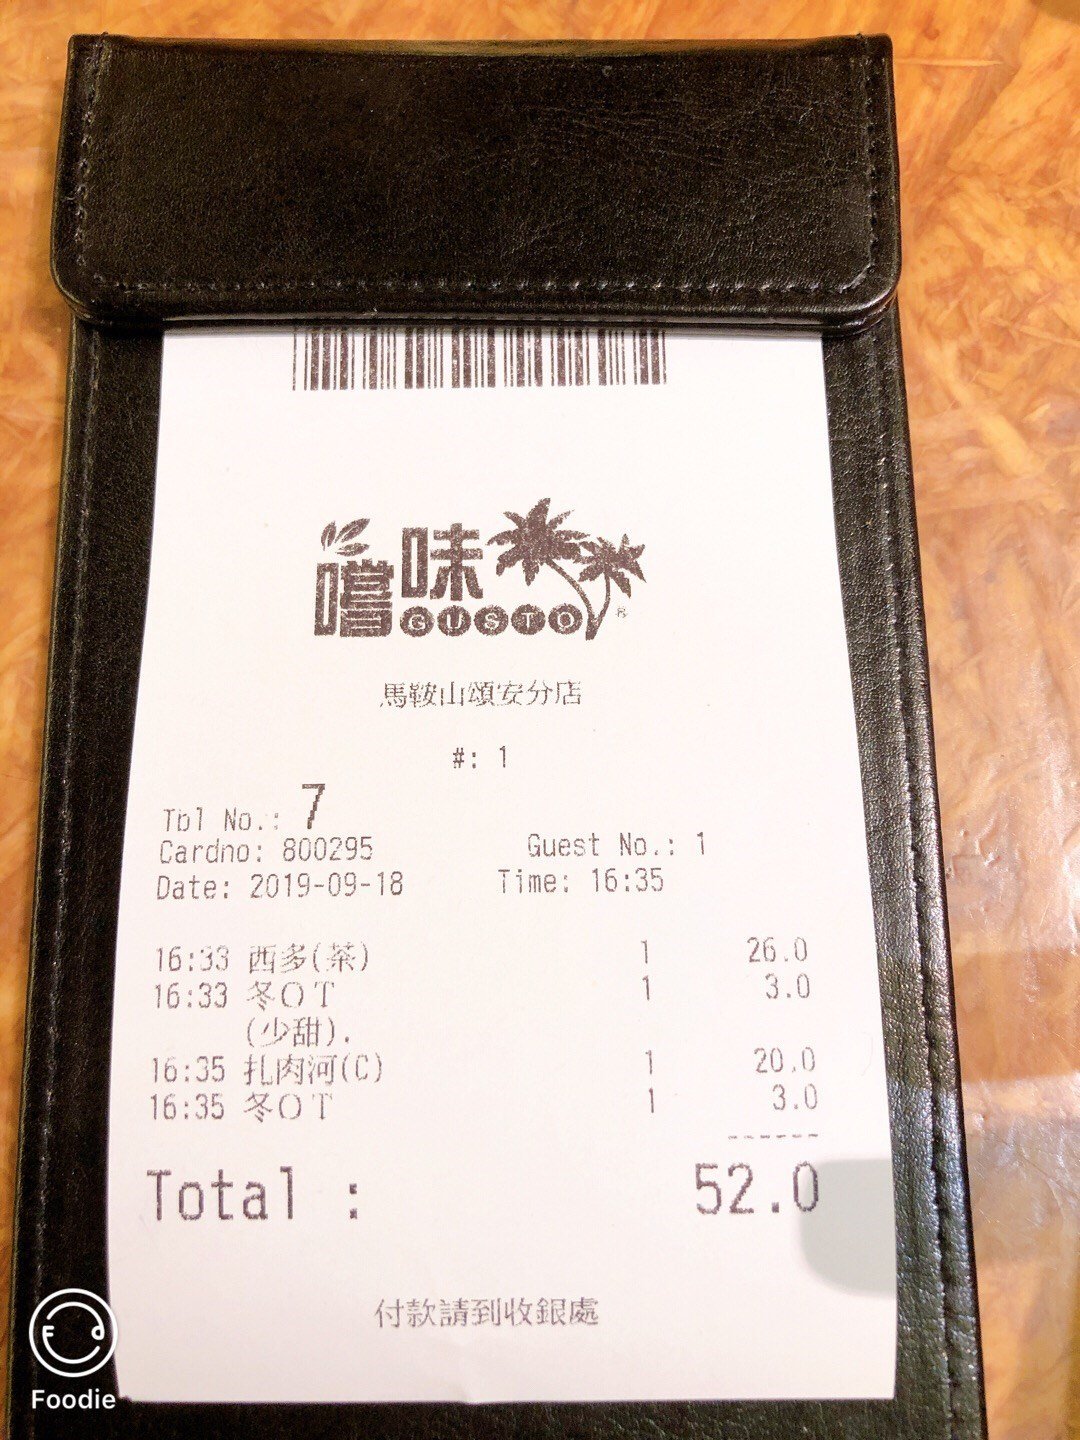 嚐味
GUSTO®
馬鞍山頌安分店
#: 1
Tbl No.: 7
Cardno: 800295 Guest No.: 1
Date: 2019-09-18 Time: 16:35
16:33 西多(茶) 1 26.0
16:33 冬OT 1 3.0
(少甜).
16:35 扎肉河(C) 1 20.0
16:35 冬OT 1 3.0
------
Total : 52.0
付款請到收銀處
Foodie